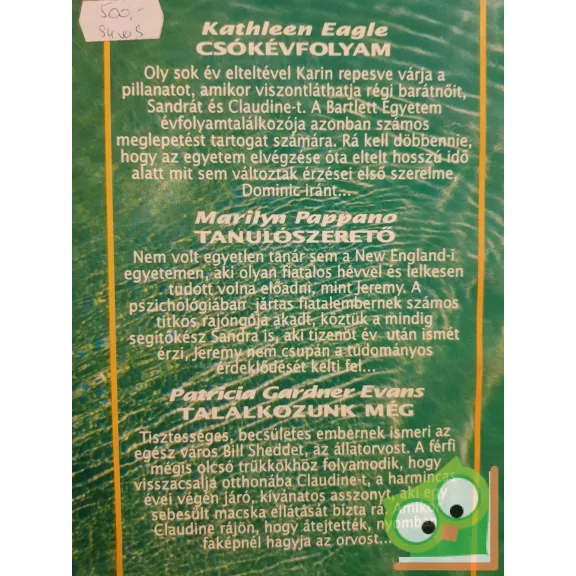 500,-
Kathleen Eagle
CSÓKÉVFOLYAM
Oly sok év elteltével Karin repesve várja a
pillanatot, amikor viszontláthatja régi barátnőit,
Sandrát és Claudine-t. A Bartlett Egyetem
évfolyamtalálkozója azonban számos
meglepetést tartogat számára. Rá kell döbbennie,
hogy az egyetem elvégzése óta eltelt hosszú idő
alatt mit sem változtak érzései első szerelme,
Dominic iránt...
Marilyn Pappano
TANULÓSZERETŐ
Nem volt egyetlen tanár sem a New England-i
egyetemen, aki olyan fiatalos hévvel és lelkesen
tudott volna előadni, mint Jeremy. A
pszichológiában jártas fiatalembernek számos
titkos rajongója akadt, köztük a mindig
segítőkész Sandra is, aki tizenöt év után ismét
érzi, Jeremy nem csupán a tudományos
érdeklődését kelti fel...
Patricia Gardner Evans
TALÁLKOZUNK MÉG
Tisztességes, becsületes embernek ismeri az
egész város Bill Sheddet, az állatorvost. A férfi
mégis olcsó trükkökhöz folyamodik, hogy
visszacsalja otthonába Claudine-t, a harmincas
évei végén járó, kívánatos asszonyt, aki egy
sebesült macska ellátását bízta rá. Amikor
Claudine rájön, hogy átejtették,
faképnél hagyja az orvost...